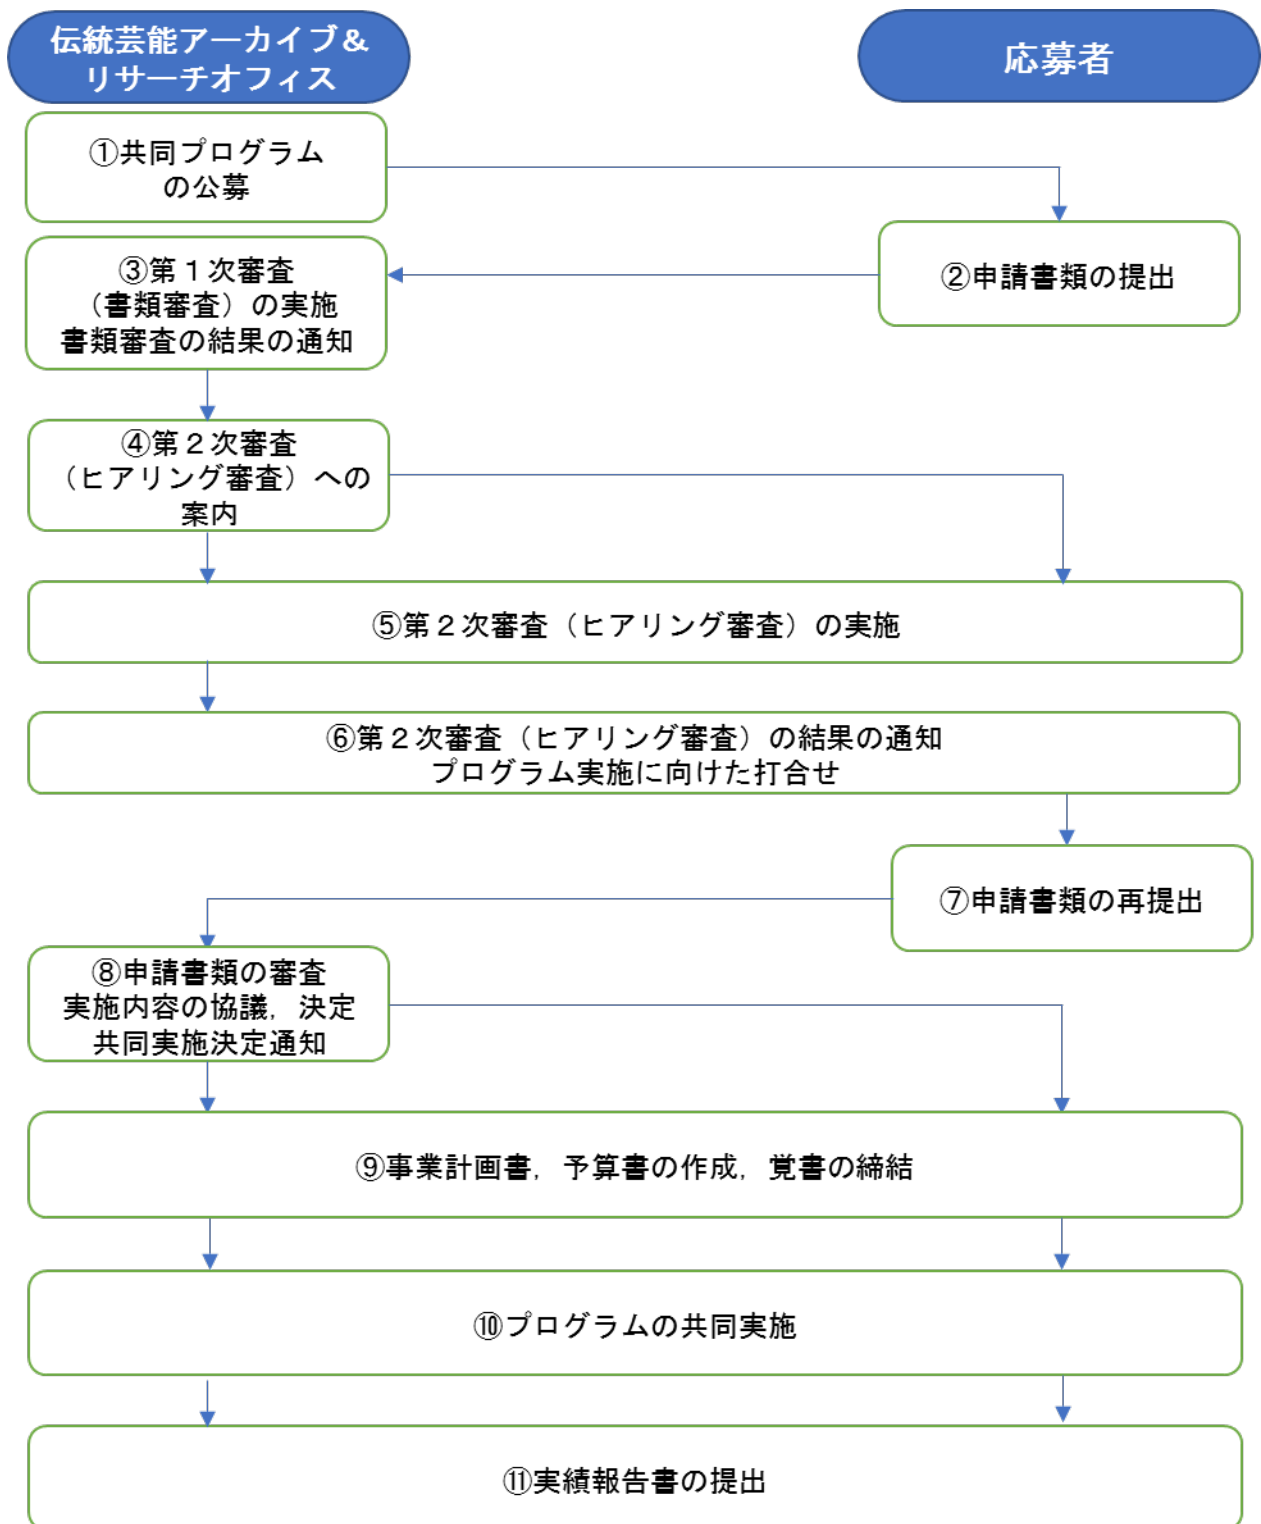 伝統芸能アーカイブ＆
リサーチオフィス
応募者
①共同プログラム
の公募
②申請書類の提出
③第１次審査
（書類審査）の実施
書類審査の結果の通知
④第２次審査
（ヒアリング審査）への
案内
⑤第２次審査（ヒアリング審査）の実施
⑥第２次審査（ヒアリング審査）の結果の通知
プログラム実施に向けた打合せ
⑦申請書類の再提出
⑧申請書類の審査
実施内容の協議，決定
共同実施決定通知
⑨事業計画書，予算書の作成，覚書の締結
⑩プログラムの共同実施
⑪実績報告書の提出